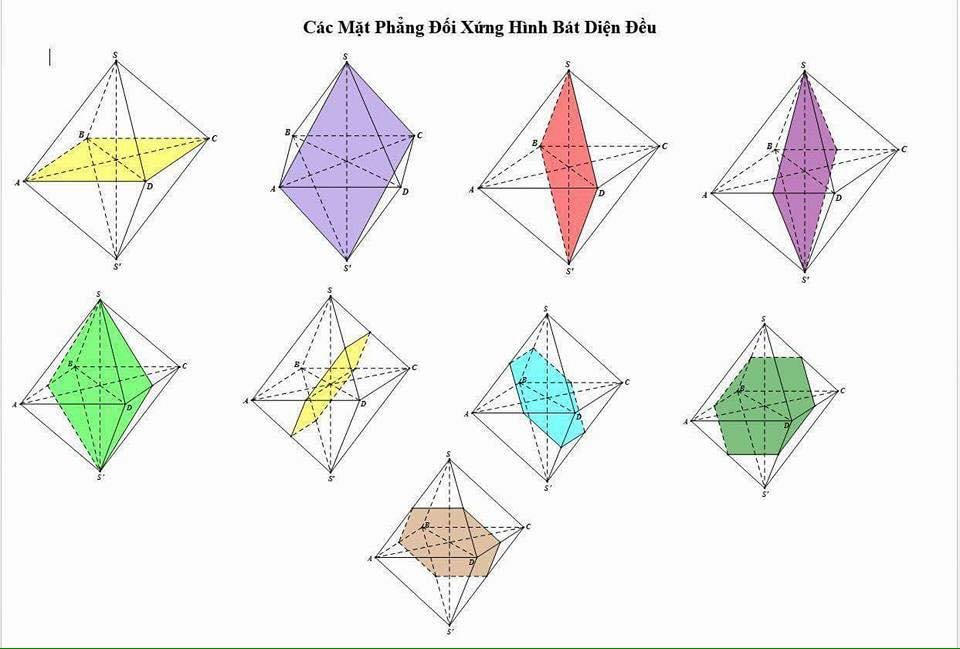 Các Mặt Phẳng Đối Xứng Hình Bát Diện Đều
S S S S
B C B C B C B C
A D A D A D A D
S' S' S' S'
S S S S
B C B C B C B C
A D A D A D A D
S' S' S' S'
S
B C
A D
S'